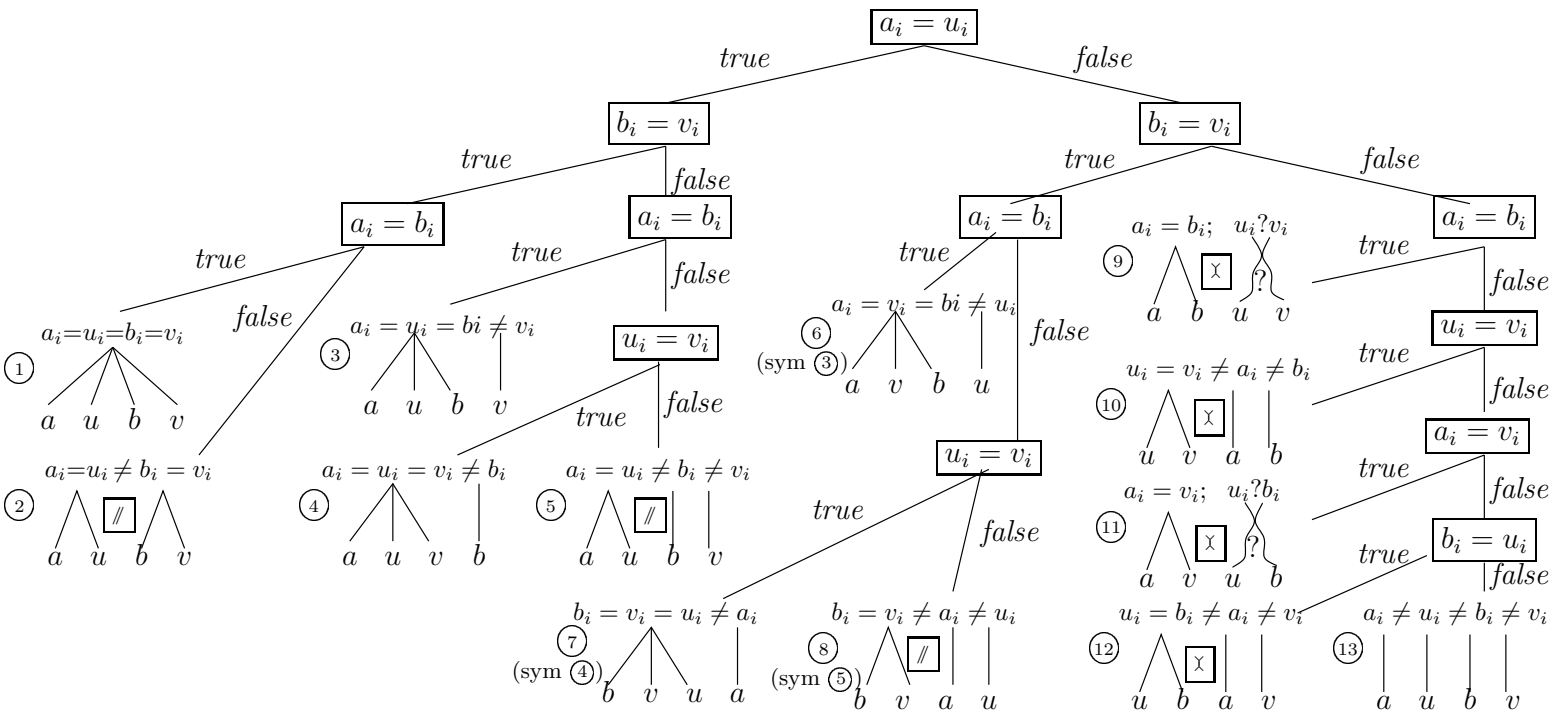 a_i = u_i
true false
b_i = v_i b_i = v_i
true false true false
a_i = b_i a_i = b_i a_i = b_i a_i = b_i
true false true false true false true false
a_i=u_i=b_i=v_i
1
a u b v
a_i=u_i ≠ b_i = v_i
2 //
a u b v
a_i = u_i = bi ≠ v_i
3
a u b v
u_i = v_i
true false
a_i = u_i = v_i ≠ b_i
4
a u v b
a_i = u_i ≠ b_i ≠ v_i
5 //
a u b v
a_i = v_i = bi ≠ u_i
6
(sym 3)
a v b u
u_i = v_i
true false
b_i = v_i = u_i ≠ a_i
7
(sym 4)
b v u a
b_i = v_i ≠ a_i ≠ u_i
8 //
(sym 5)
b v a u
a_i = b_i; u_i?v_i
9 ?
a b u v
u_i = v_i
true false
u_i = v_i ≠ a_i ≠ b_i
10
u v a b
a_i = v_i
true false
a_i = v_i; u_i?b_i
11 ?
a v u b
b_i = u_i
true false
u_i = b_i ≠ a_i ≠ v_i
12
u b a v
a_i ≠ u_i ≠ b_i ≠ v_i
13
a u b v